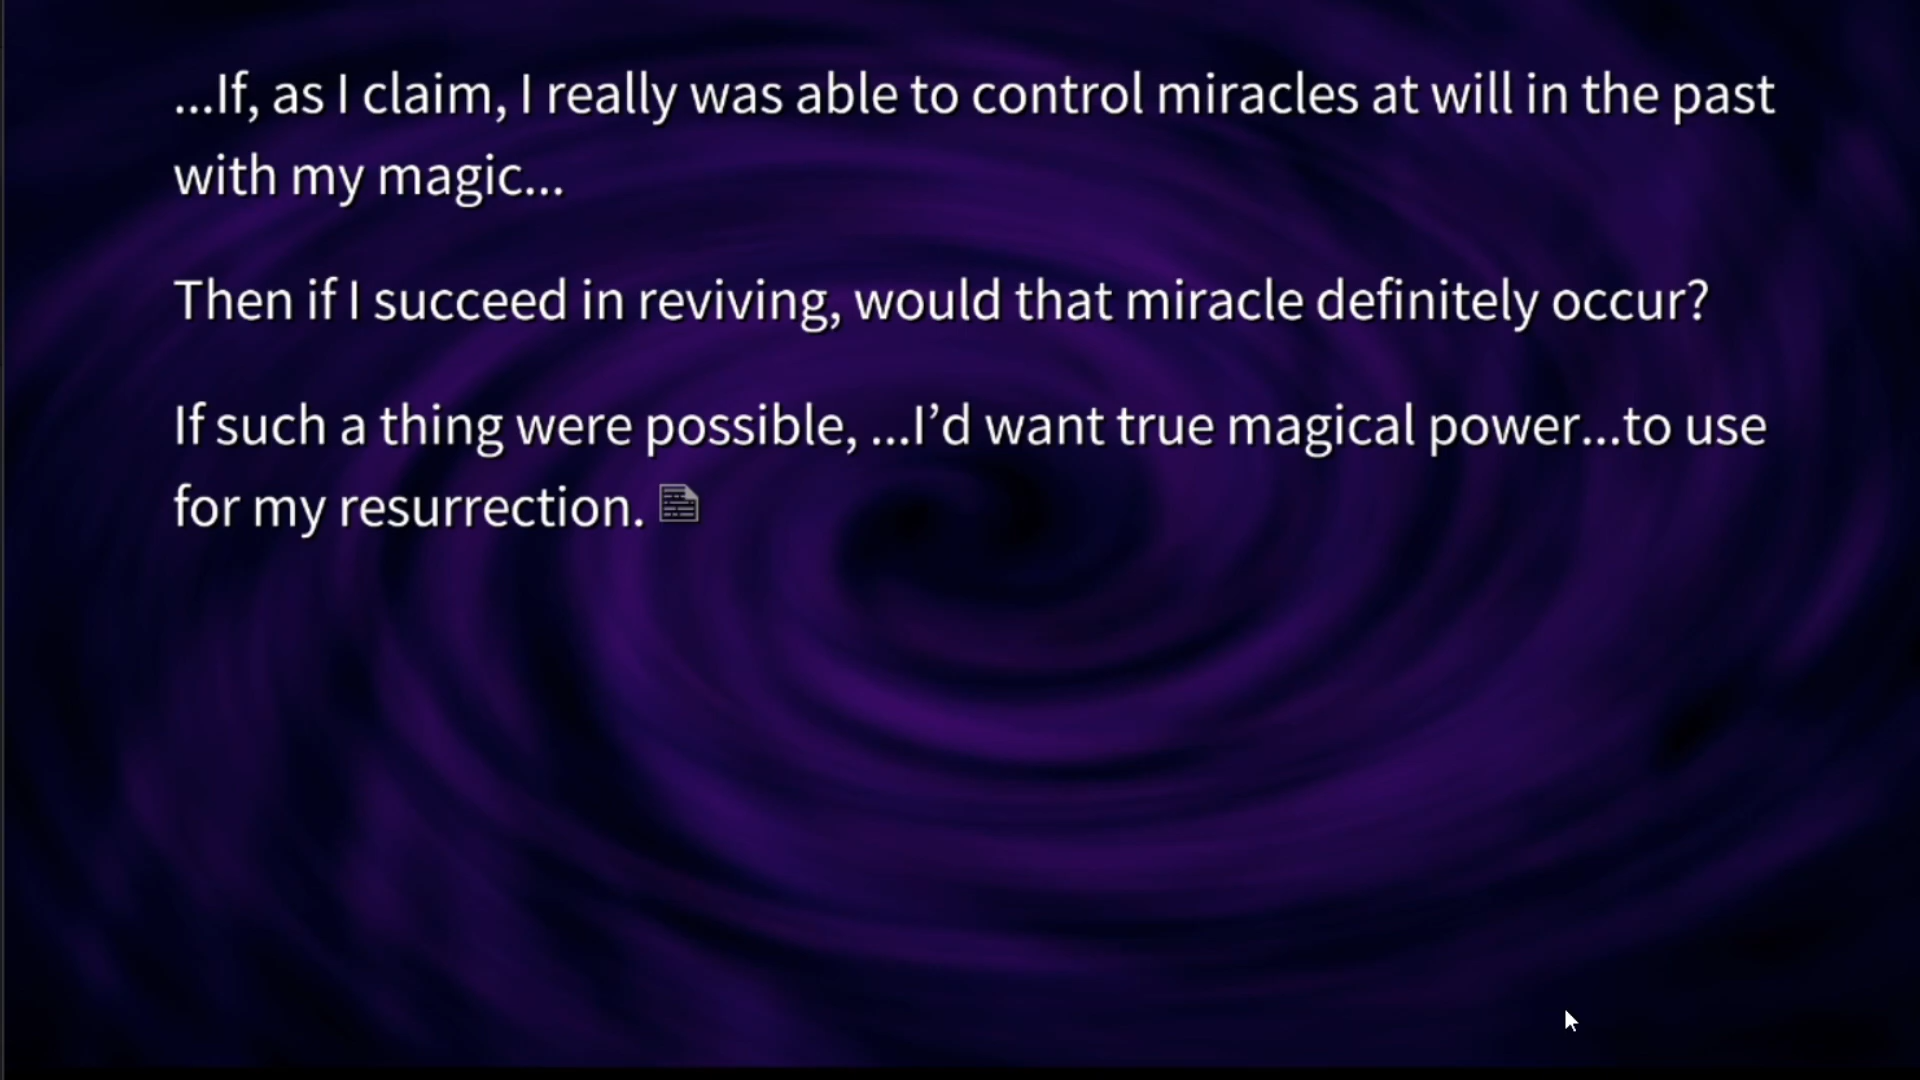 ...If, as I claim, I really was able to control miracles at will in the past
with my magic...
Then if I succeed in reviving, would that miracle definitely occur?
If such a thing were possible, ...I’d want true magical power...to use
for my resurrection.